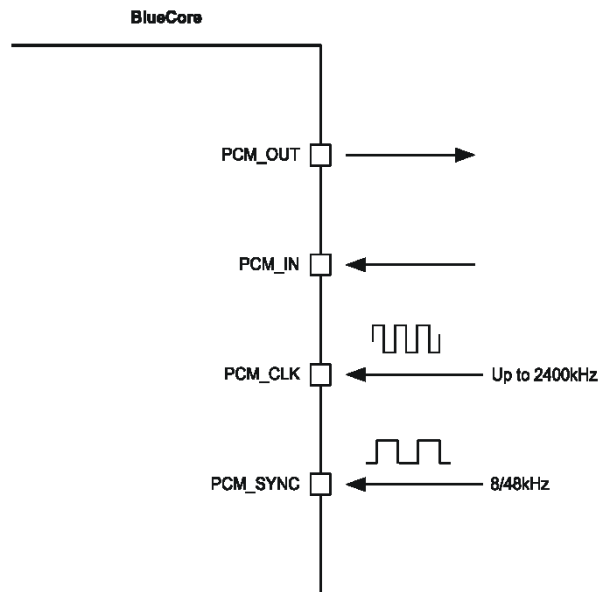 BlueCore
PCM_OUT
PCM_IN
PCM_CLK
Up to 2400kHz
PCM_SYNC
8/48kHz